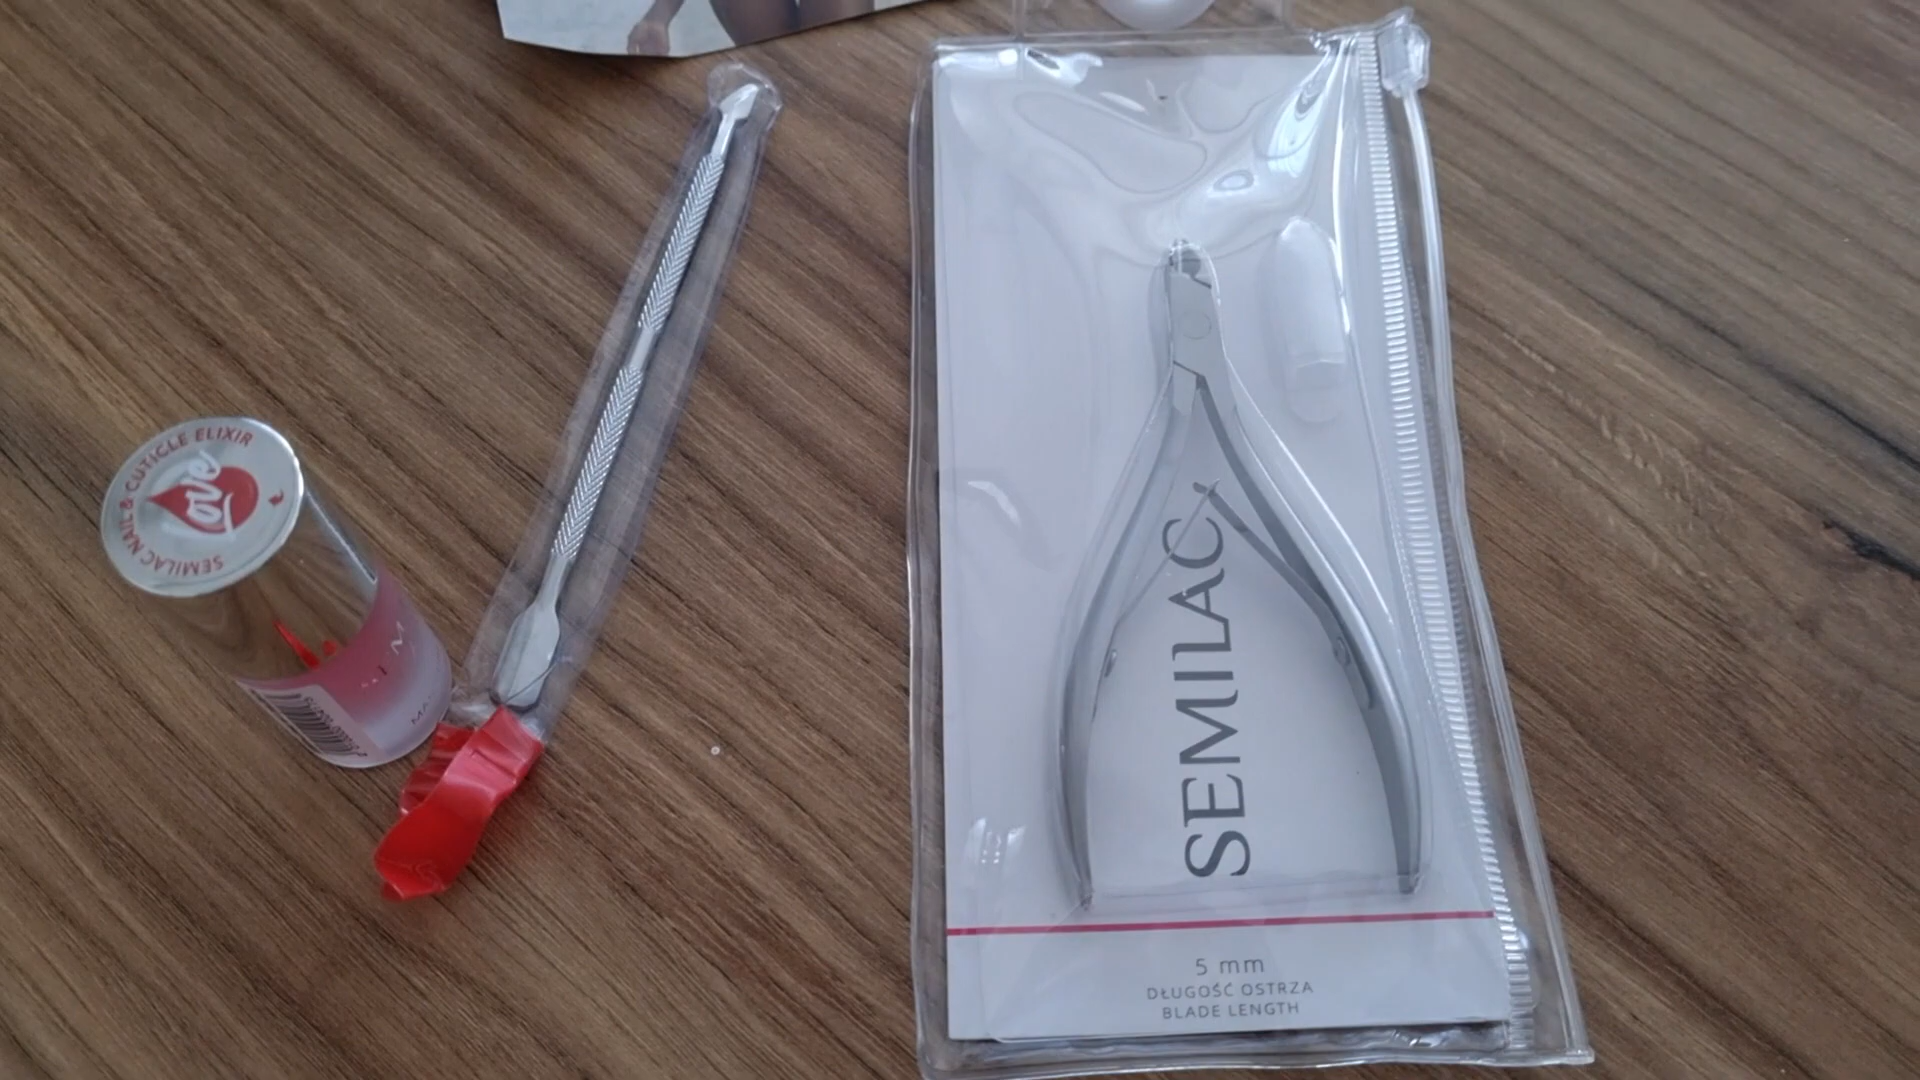 SEMILAC NAIL & CUTICLE ELIXIR
Love
SEMILAC
5 mm
DŁUGOŚĆ OSTRZA
BLADE LENGTH